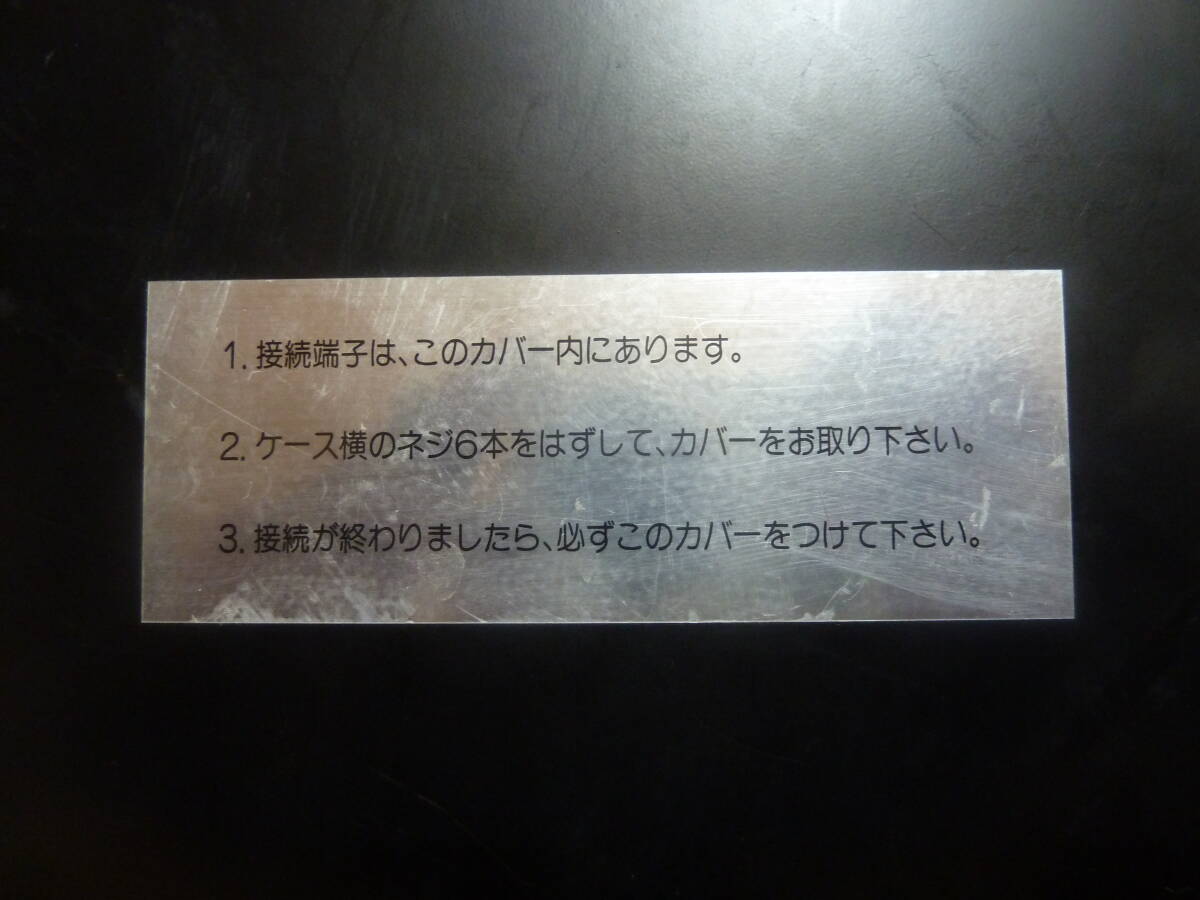 1. 接続端子は、このカバー内にあります。
2. ケース横のネジ6本をはずして、カバーをお取り下さい。
3. 接続が終わりましたら、必ずこのカバーをつけて下さい。